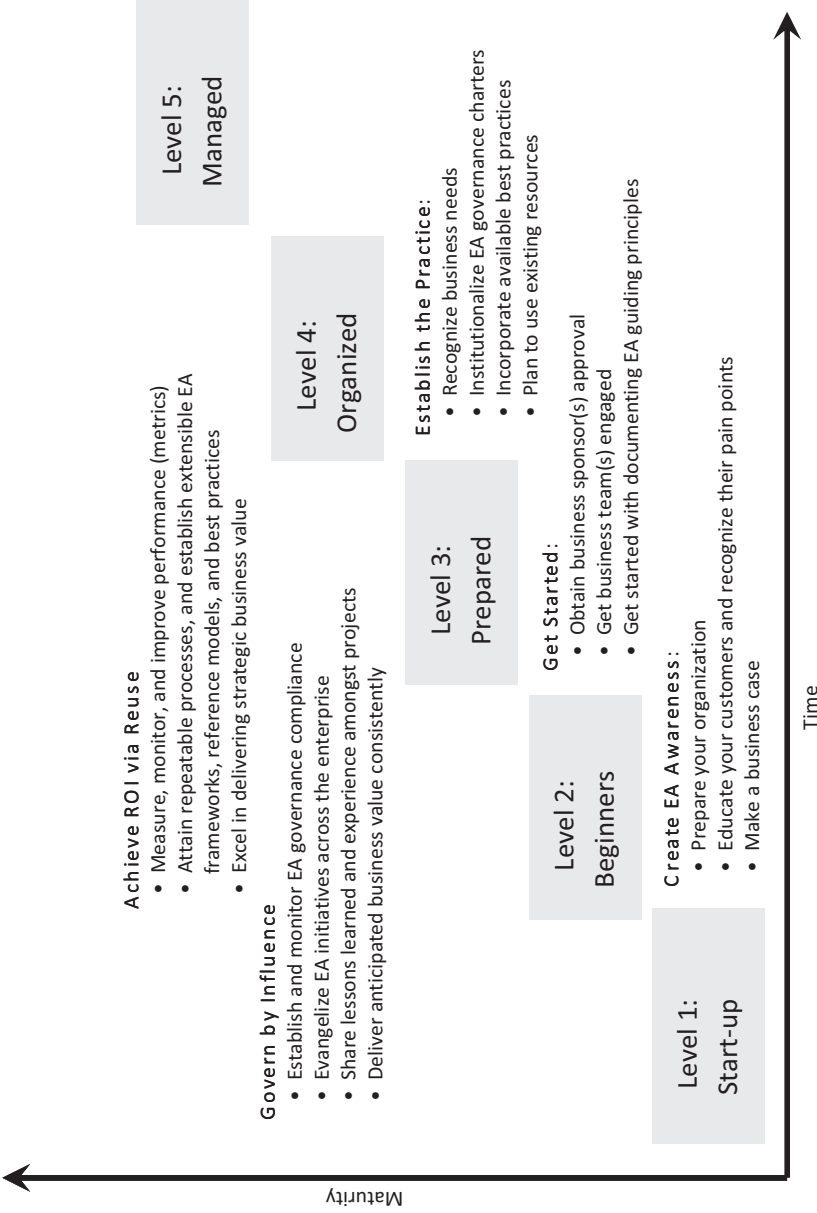 Achieve ROI via Reuse
• Measure, monitor, and improve performance (metrics)
• Attain repeatable processes, and establish extensible EA
frameworks, reference models, and best practices
• Excel in delivering strategic business value
Level 5:
Managed
Govern by Influence
• Establish and monitor EA governance compliance
• Evangelize EA initiatives across the enterprise
• Share lessons learned and experience amongst projects
• Deliver anticipated business value consistently
Level 4:
Organized
Level 3:
Prepared
Establish the Practice:
• Recognize business needs
• Institutionalize EA governance charters
• Incorporate available best practices
• Plan to use existing resources
Level 2:
Beginners
Get Started:
• Obtain business sponsor(s) approval
• Get business team(s) engaged
• Get started with documenting EA guiding principles
Level 1:
Start-up
Create EA Awareness:
• Prepare your organization
• Educate your customers and recognize their pain points
• Make a business case
Maturity
Time